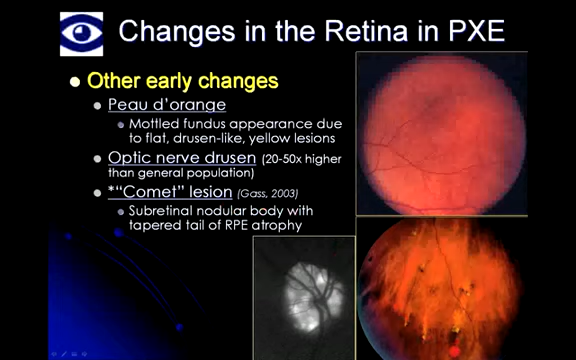 Changes in the Retina in PXE
Other early changes
Peau d'orange
Mottled fundus appearance due
to flat, drusen-like, yellow lesions
Optic nerve drusen (20-50x higher
than general population)
*"Comet" lesion (Gass, 2003)
Subretinal nodular body with
tapered tail of RPE atrophy